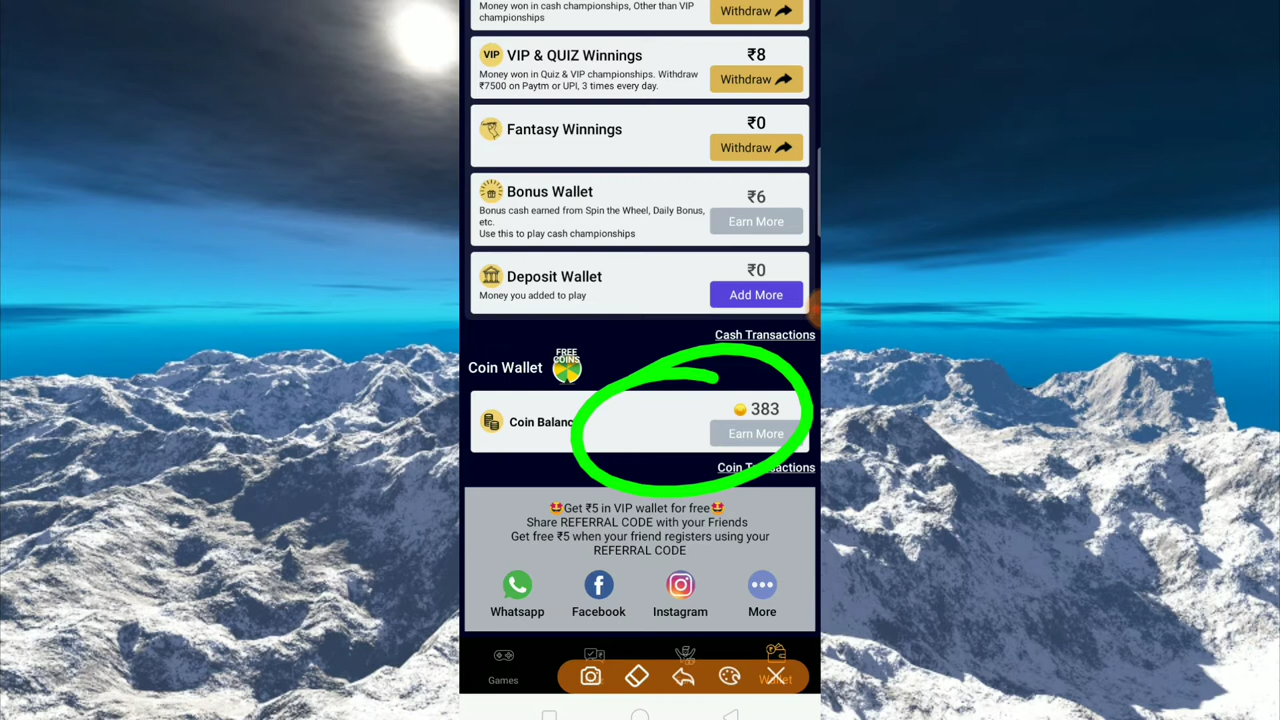 Money won in cash championships, Other than VIP
championships
Withdraw
VIP
VIP & QUIZ Winnings
₹8
Money won in Quiz & VIP championships. Withdraw
₹7500 on Paytm or UPI, 3 times every day.
Withdraw
Fantasy Winnings
₹0
Withdraw
Bonus Wallet
₹6
Bonus cash earned from Spin the Wheel, Daily Bonus,
etc.
Use this to play cash championships
Earn More
Deposit Wallet
₹0
Money you added to play
Add More
Cash Transactions
Coin Wallet
FREE
COINS
Coin Balanc
383
Earn More
Coin Transactions
🤩Get ₹5 in VIP wallet for free🤩
Share REFERRAL CODE with your Friends
Get free ₹5 when your friend registers using your
REFERRAL CODE
Whatsapp
Facebook
Instagram
More
Games
Wallet